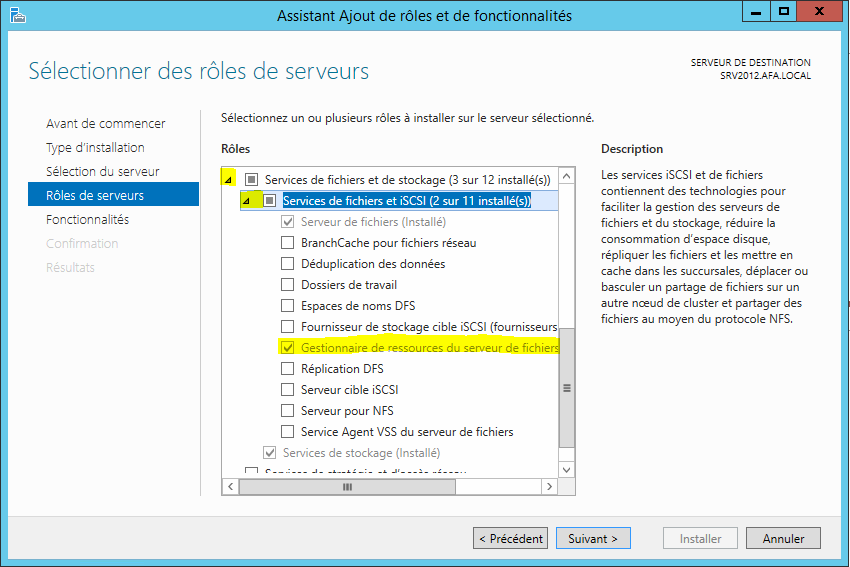 Assistant Ajout de rôles et de fonctionnalités
Sélectionner des rôles de serveurs
SERVEUR DE DESTINATION
SRV2012.AFA.LOCAL
Avant de commencer
Type d'installation
Sélection du serveur
Rôles de serveurs
Fonctionnalités
Confirmation
Résultats
Sélectionnez un ou plusieurs rôles à installer sur le serveur sélectionné.
Rôles
Services de fichiers et de stockage (3 sur 12 installé(s))
Services de fichiers et iSCSI (2 sur 11 installé(s))
Serveur de fichiers (Installé)
BranchCache pour fichiers réseau
Déduplication des données
Dossiers de travail
Espaces de noms DFS
Fournisseur de stockage cible iSCSI (fournisseurs
Gestionnaire de ressources du serveur de fichiers
Réplication DFS
Serveur cible iSCSI
Serveur pour NFS
Service Agent VSS du serveur de fichiers
Services de stockage (Installé)
Services de stratégie et d'accès réseau
Description
Les services iSCSI et de fichiers
contiennent des technologies pour
faciliter la gestion des serveurs de
fichiers et du stockage, réduire la
consommation d'espace disque,
répliquer les fichiers et les mettre en
cache dans les succursales, déplacer ou
basculer un partage de fichiers sur un
autre nœud de cluster et partager des
fichiers au moyen du protocole NFS.
< Précédent
Suivant >
Installer
Annuler